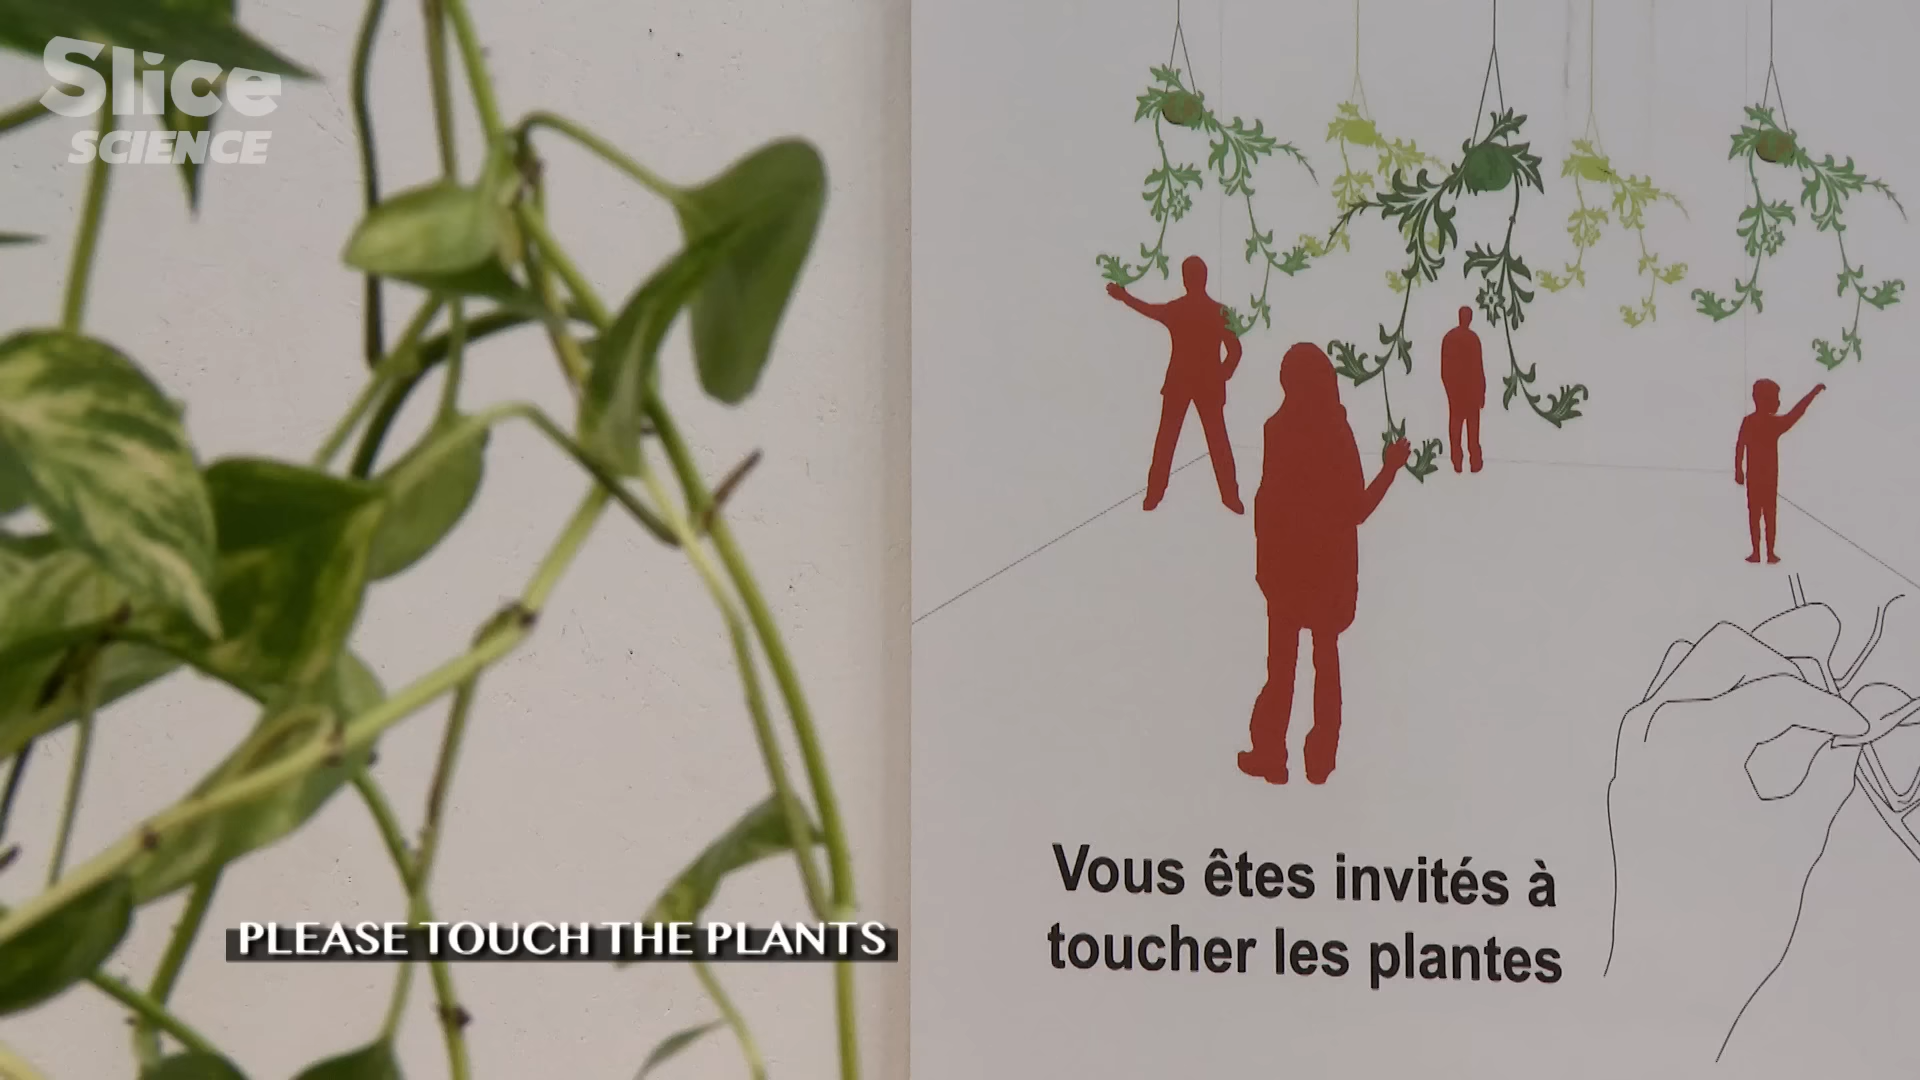 Slice
SCIENCE
PLEASE TOUCH THE PLANTS
Vous êtes invités à
toucher les plantes